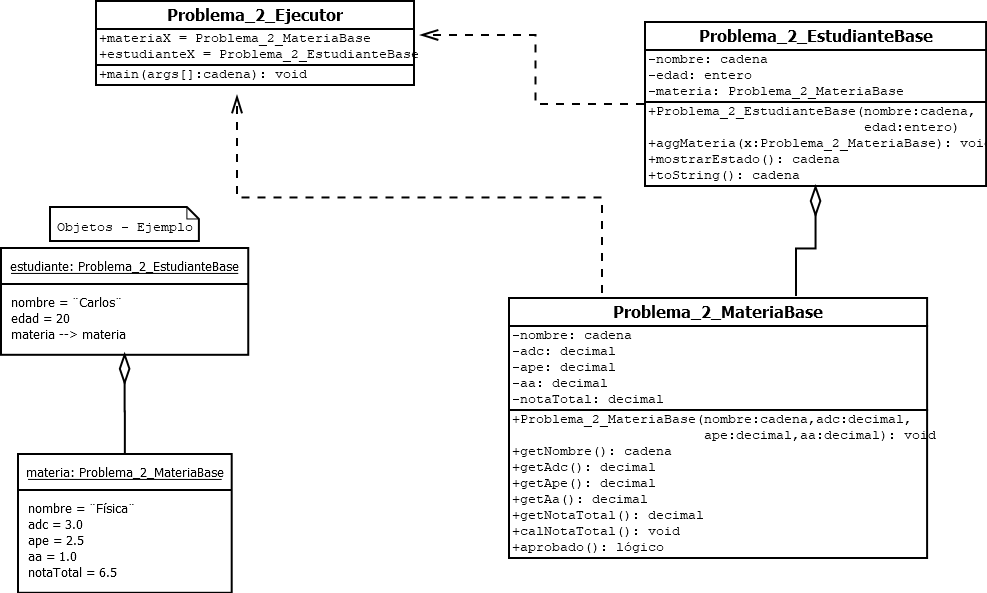 Problema_2_Ejecutor
+materiaX = Problema_2_MateriaBase
+estudianteX = Problema_2_EstudianteBase
+main(args[]:cadena): void
Problema_2_EstudianteBase
-nombre: cadena
-edad: entero
-materia: Problema_2_MateriaBase
+Problema_2_EstudianteBase(nombre:cadena,
edad:entero)
+aggMateria(x:Problema_2_MateriaBase): voi
+mostrarEstado(): cadena
+toString(): cadena
Objetos - Ejemplo
estudiante: Problema_2_EstudianteBase
nombre = ¨Carlos¨
edad = 20
materia --> materia
materia: Problema_2_MateriaBase
nombre = ¨Física¨
adc = 3.0
ape = 2.5
aa = 1.0
notaTotal = 6.5
Problema_2_MateriaBase
-nombre: cadena
-adc: decimal
-ape: decimal
-aa: decimal
-notaTotal: decimal
+Problema_2_MateriaBase(nombre:cadena,adc:decimal,
ape:decimal,aa:decimal): void
+getNombre(): cadena
+getAdc(): decimal
+getApe(): decimal
+getAa(): decimal
+getNotaTotal(): decimal
+calNotaTotal(): void
+aprobado(): lógico